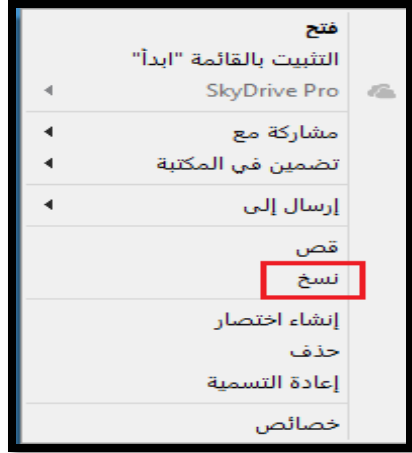 فتح
التثبيت بالقائمة "ابدأ"
SkyDrive Pro
مشاركة مع
تضمين في المكتبة
إرسال إلى
قص
نسخ
إنشاء اختصار
حذف
إعادة التسمية
خصائص